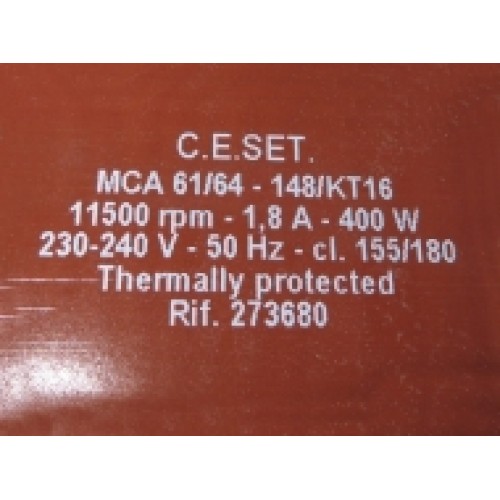 C.E.SET.
MCA 61/64 - 148/KT16
11500 rpm - 1,8 A - 400 W
230-240 V - 50 Hz - cl. 155/180
Thermally protected
Rif. 273680